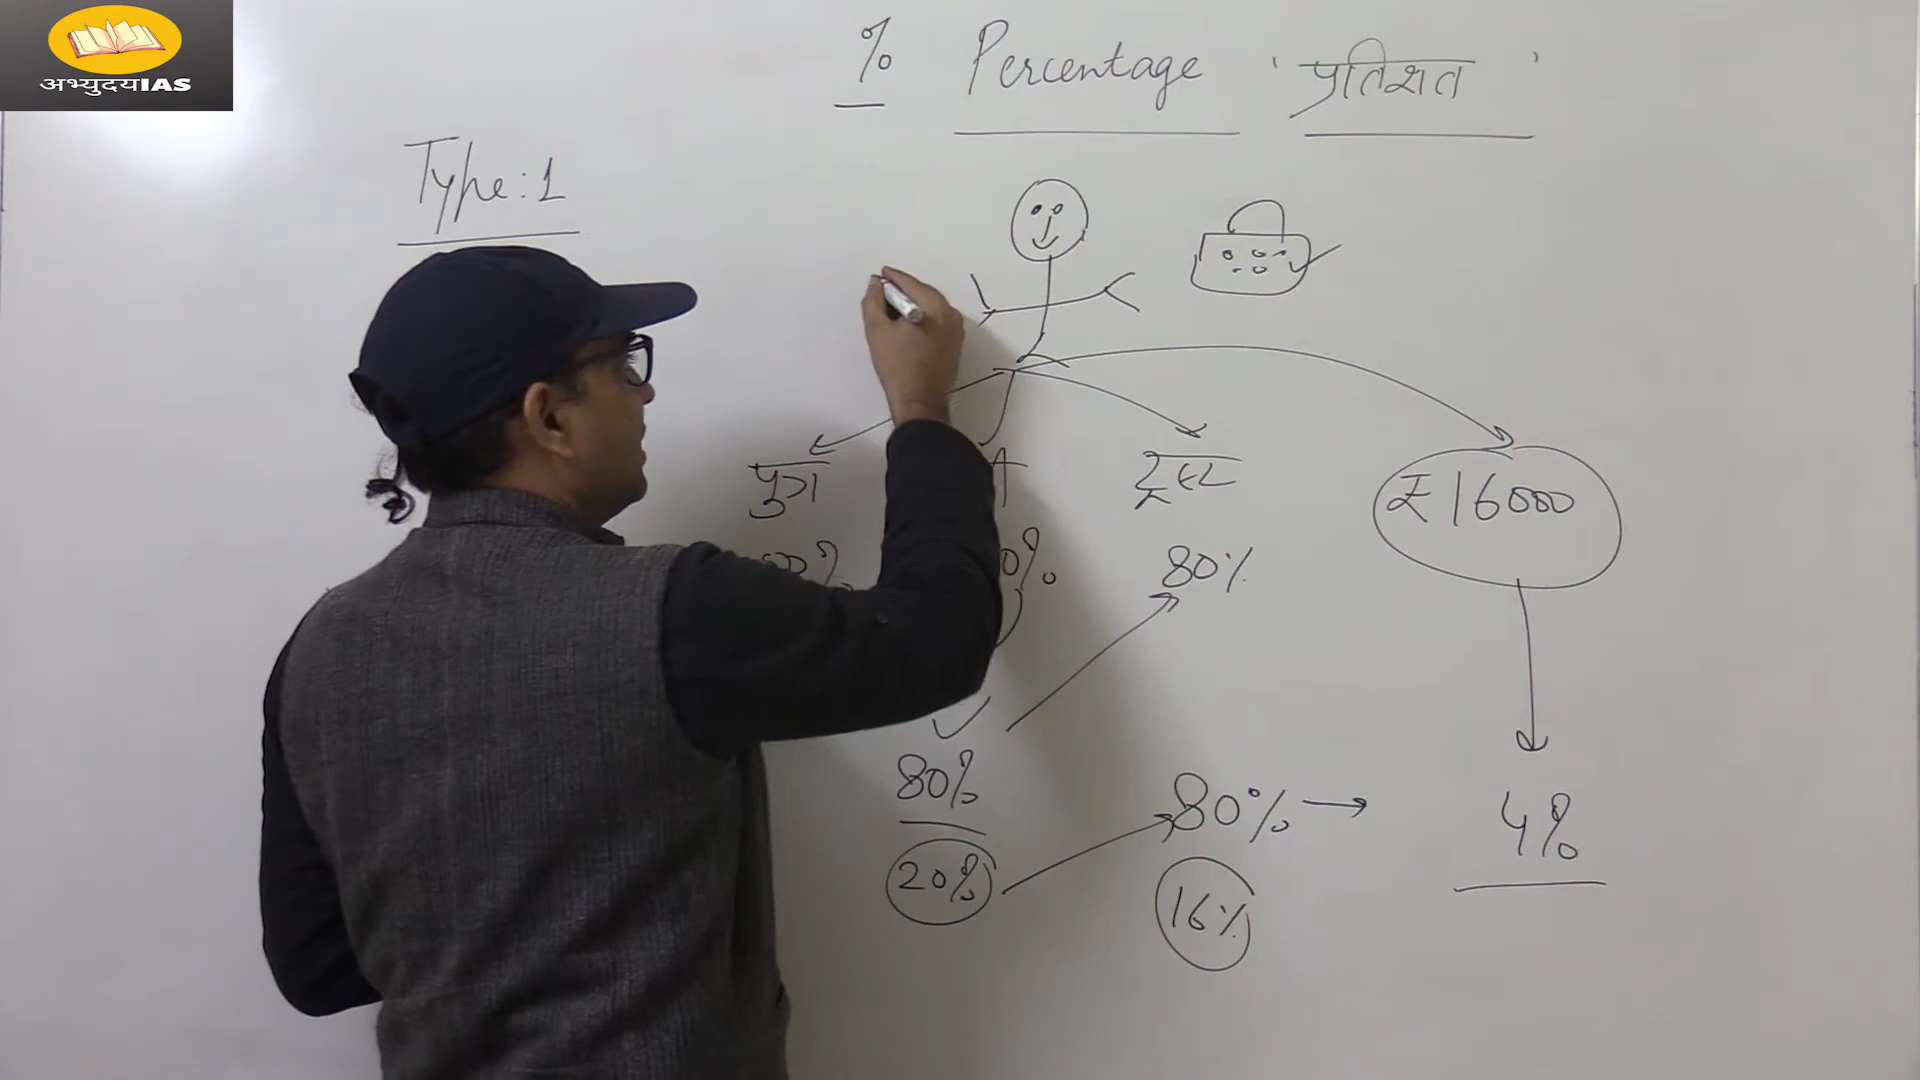 अभ्युदयIAS
% Percentage 'प्रतिशत'
Type:1
पुत्र ट्रस्ट ₹16000
80%
80% 80% → 4%
20% 16%